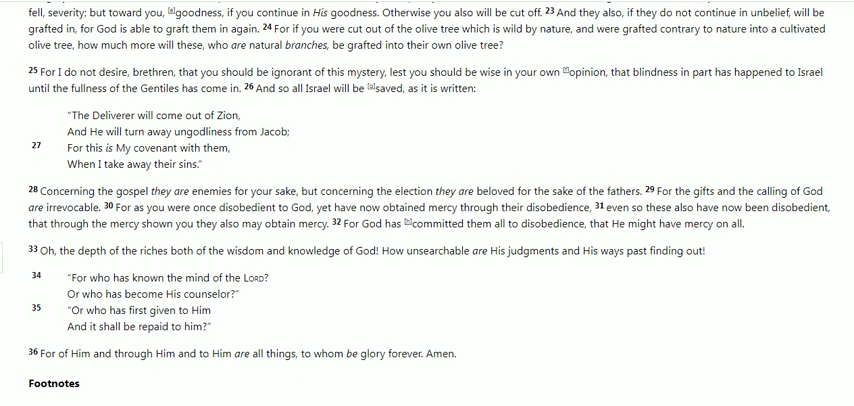 fell, severity; but toward you, [e]goodness, if you continue in His goodness. Otherwise you also will be cut off. 23 And they also, if they do not continue in unbelief, will be
grafted in, for God is able to graft them in again. 24 For if you were cut out of the olive tree which is wild by nature, and were grafted contrary to nature into a cultivated
olive tree, how much more will these, who are natural branches, be grafted into their own olive tree?
25 For I do not desire, brethren, that you should be ignorant of this mystery, lest you should be wise in your own [f]opinion, that blindness in part has happened to Israel
until the fullness of the Gentiles has come in. 26 And so all Israel will be [g]saved, as it is written:
“The Deliverer will come out of Zion,
And He will turn away ungodliness from Jacob;
27 For this is My covenant with them,
When I take away their sins.”
28 Concerning the gospel they are enemies for your sake, but concerning the election they are beloved for the sake of the fathers. 29 For the gifts and the calling of God
are irrevocable. 30 For as you were once disobedient to God, yet have now obtained mercy through their disobedience, 31 even so these also have now been disobedient,
that through the mercy shown you they also may obtain mercy. 32 For God has [h]committed them all to disobedience, that He might have mercy on all.
33 Oh, the depth of the riches both of the wisdom and knowledge of God! How unsearchable are His judgments and His ways past finding out!
34 “For who has known the mind of the LORD?
Or who has become His counselor?”
35 “Or who has first given to Him
And it shall be repaid to him?”
36 For of Him and through Him and to Him are all things, to whom be glory forever. Amen.
Footnotes